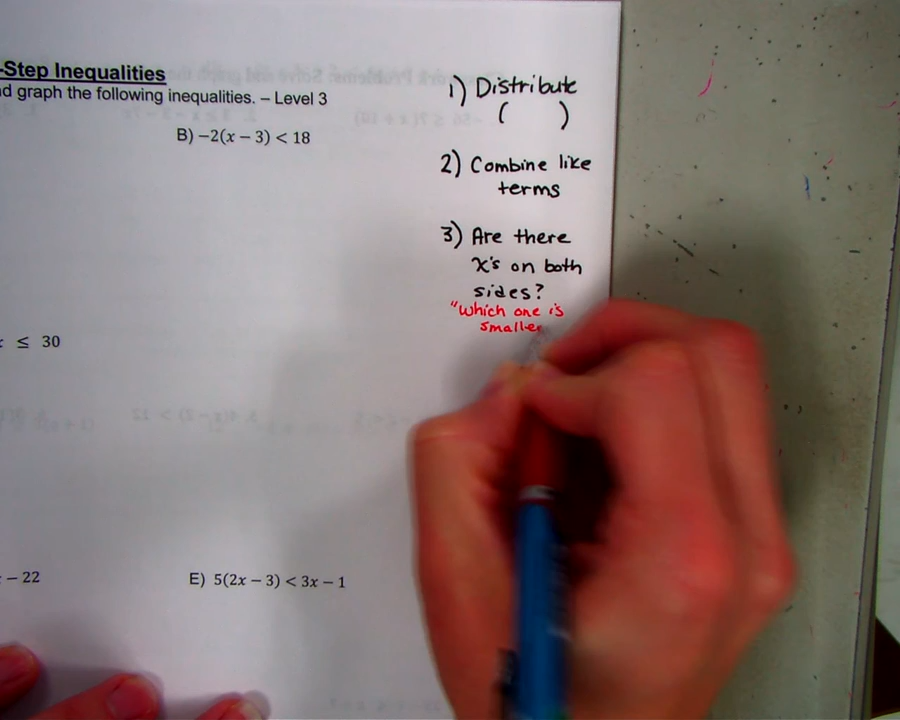 -Step Inequalities
d graph the following inequalities. – Level 3
B) −2(x − 3) < 18
≤ 30
− 22
E) 5(2x − 3) < 3x − 1
1) Distribute
( )
2) Combine like
terms
3) Are there
x's on both
sides?
"Which one is
smaller